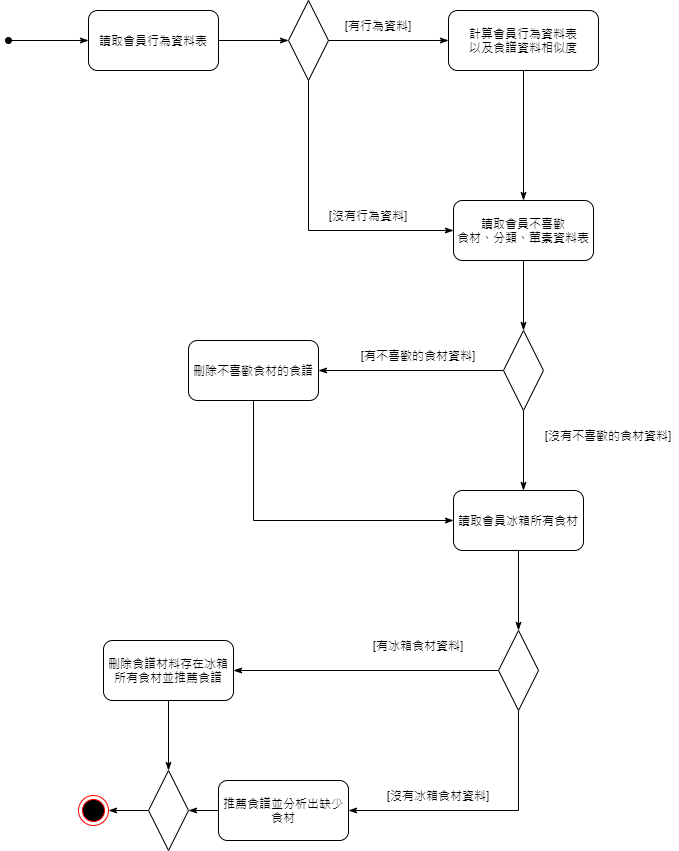 讀取會員行為資料表
[有行為資料]
計算會員行為資料表
以及食譜資料相似度
[沒有行為資料]
讀取會員不喜歡
食材、分類、葷素資料表
[有不喜歡的食材資料]
刪除不喜歡食材的食譜
[沒有不喜歡的食材資料]
讀取會員冰箱所有食材
[有冰箱食材資料]
刪除食譜材料存在冰箱
所有食材並推薦食譜
[沒有冰箱食材資料]
推薦食譜並分析出缺少
食材